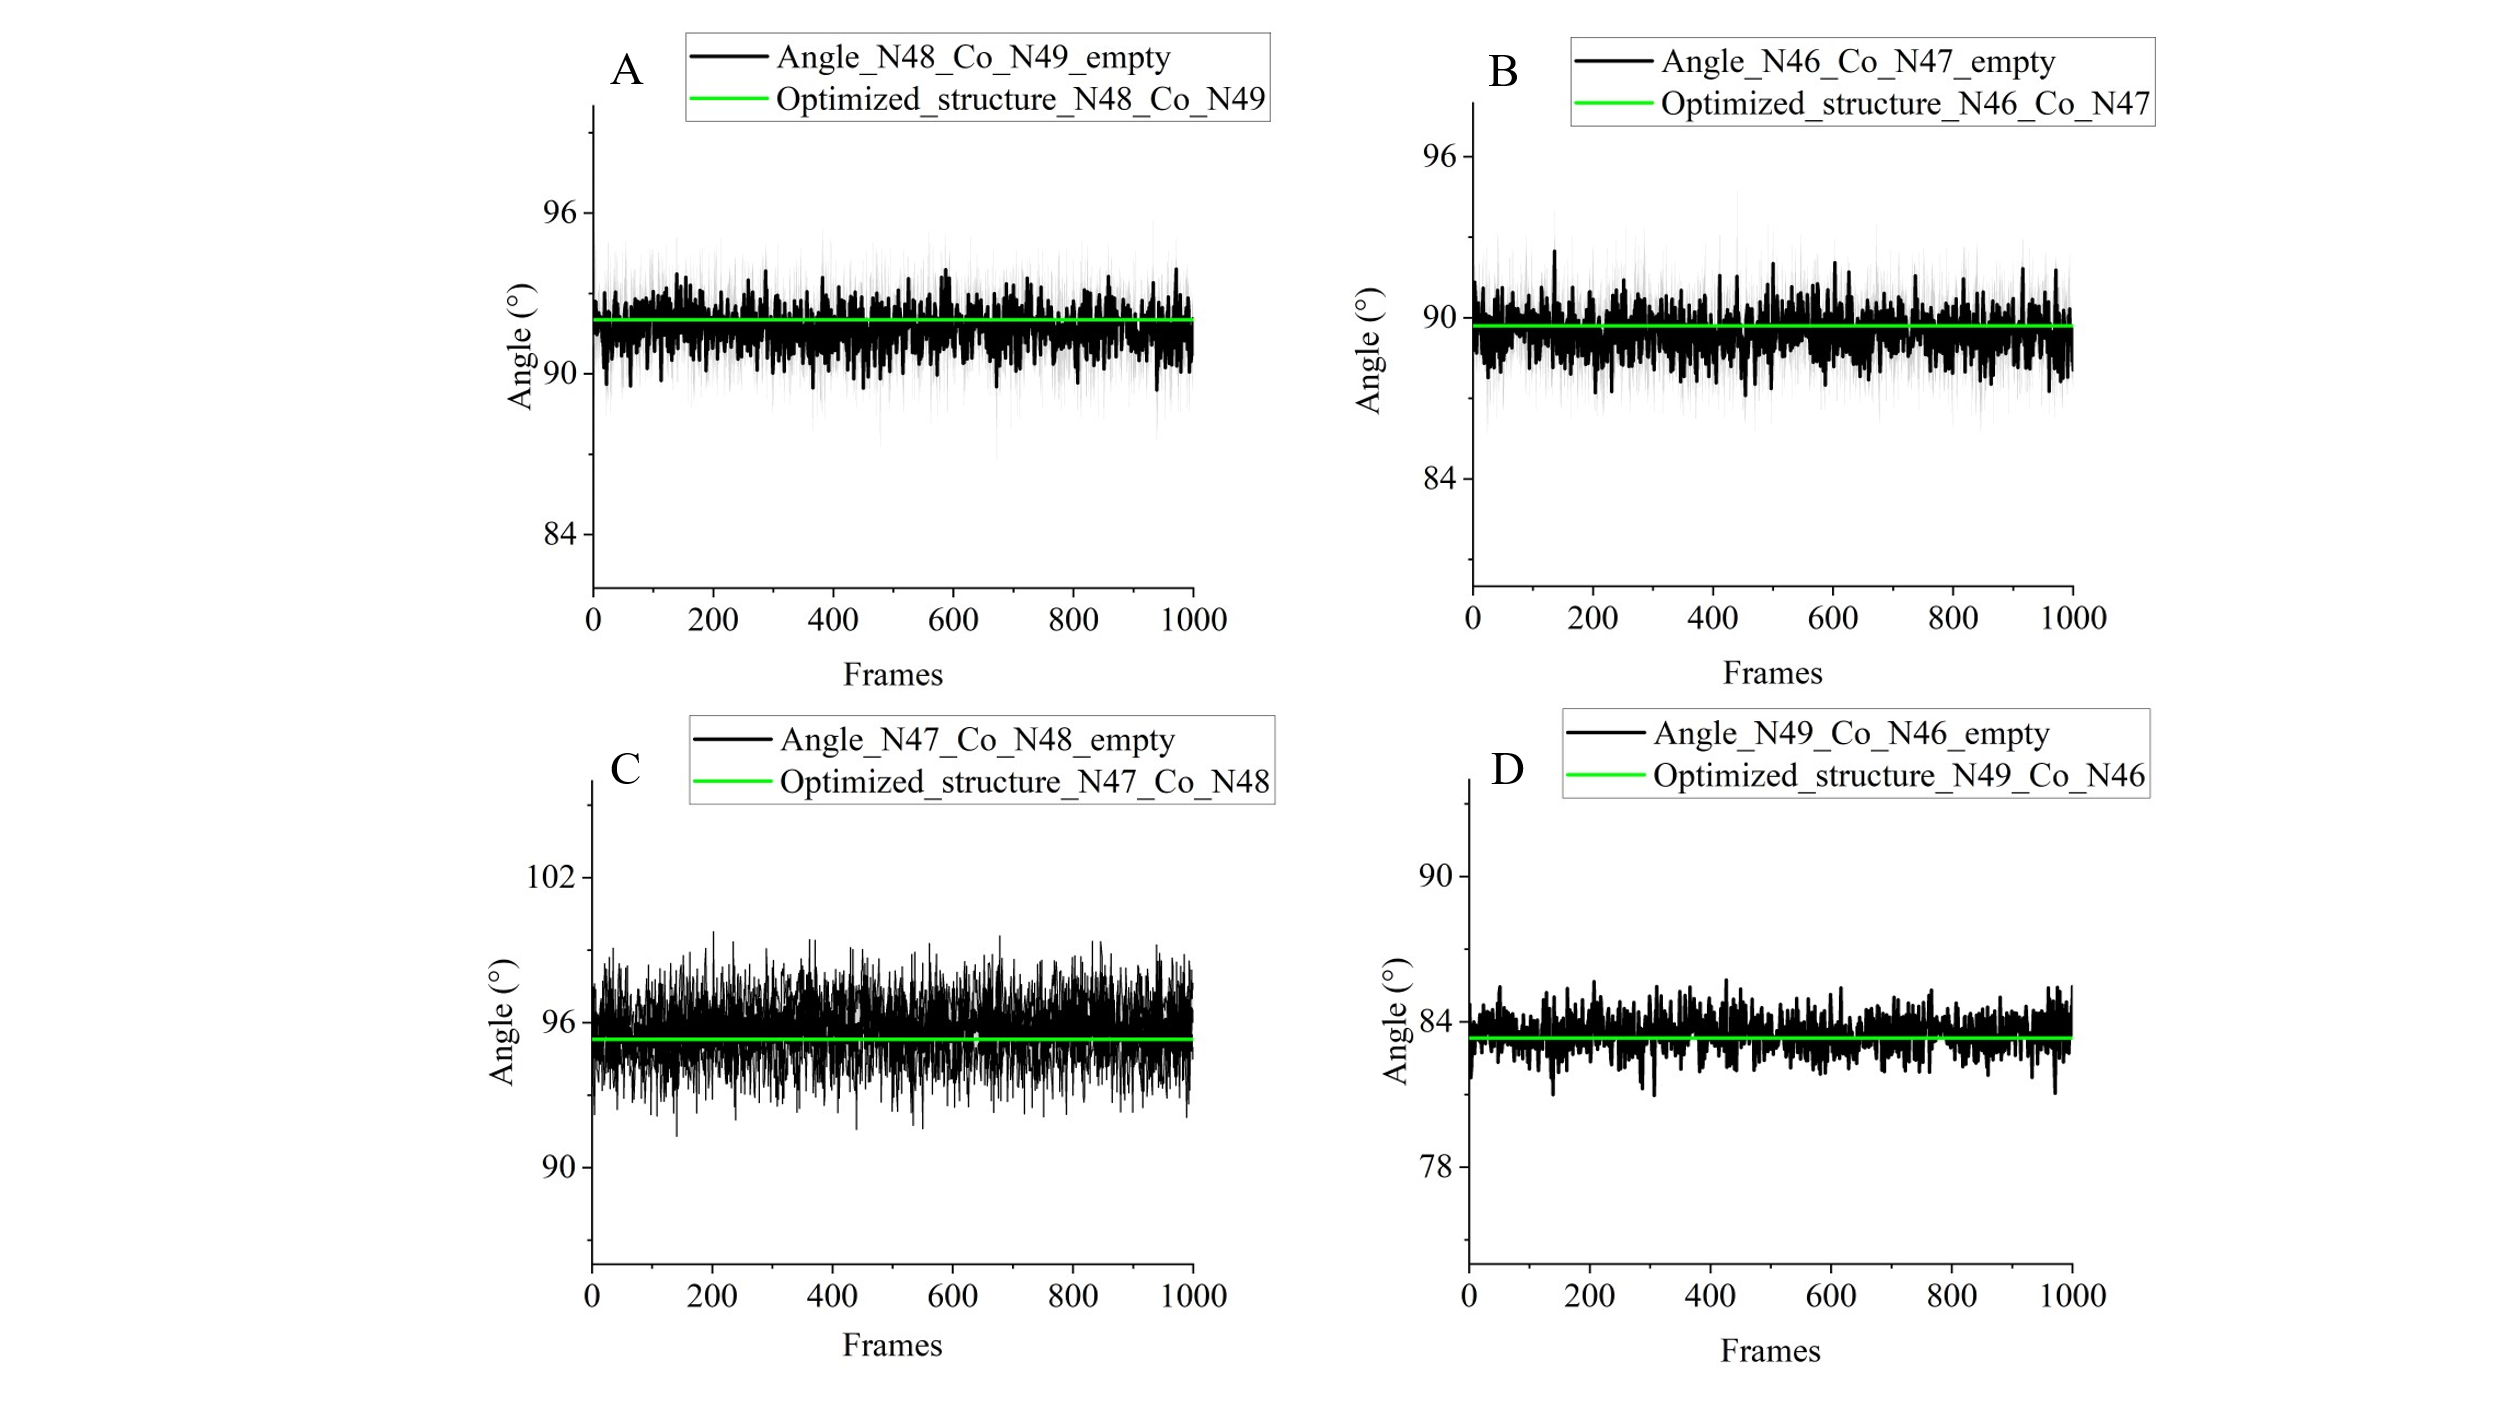 A
Angle_N48_Co_N49_empty
Optimized_structure_N48_Co_N49
96
90
84
Angle (°)
0 200 400 600 800 1000
Frames
B
Angle_N46_Co_N47_empty
Optimized_structure_N46_Co_N47
96
90
84
Angle (°)
0 200 400 600 800 1000
Frames
C
Angle_N47_Co_N48_empty
Optimized_structure_N47_Co_N48
102
96
90
Angle (°)
0 200 400 600 800 1000
Frames
D
Angle_N49_Co_N46_empty
Optimized_structure_N49_Co_N46
90
84
78
Angle (°)
0 200 400 600 800 1000
Frames